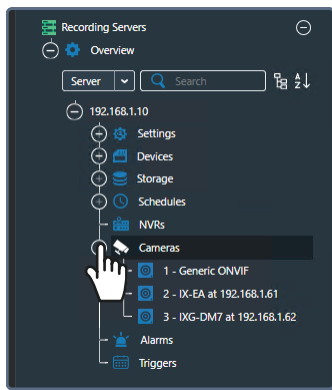 Recording Servers
Overview
Server
Search
192.168.1.10
Settings
Devices
Storage
Schedules
NVRs
Cameras
1 - Generic ONVIF
2 - IX-EA at 192.168.1.61
3 - IXG-DM7 at 192.168.1.62
Alarms
Triggers